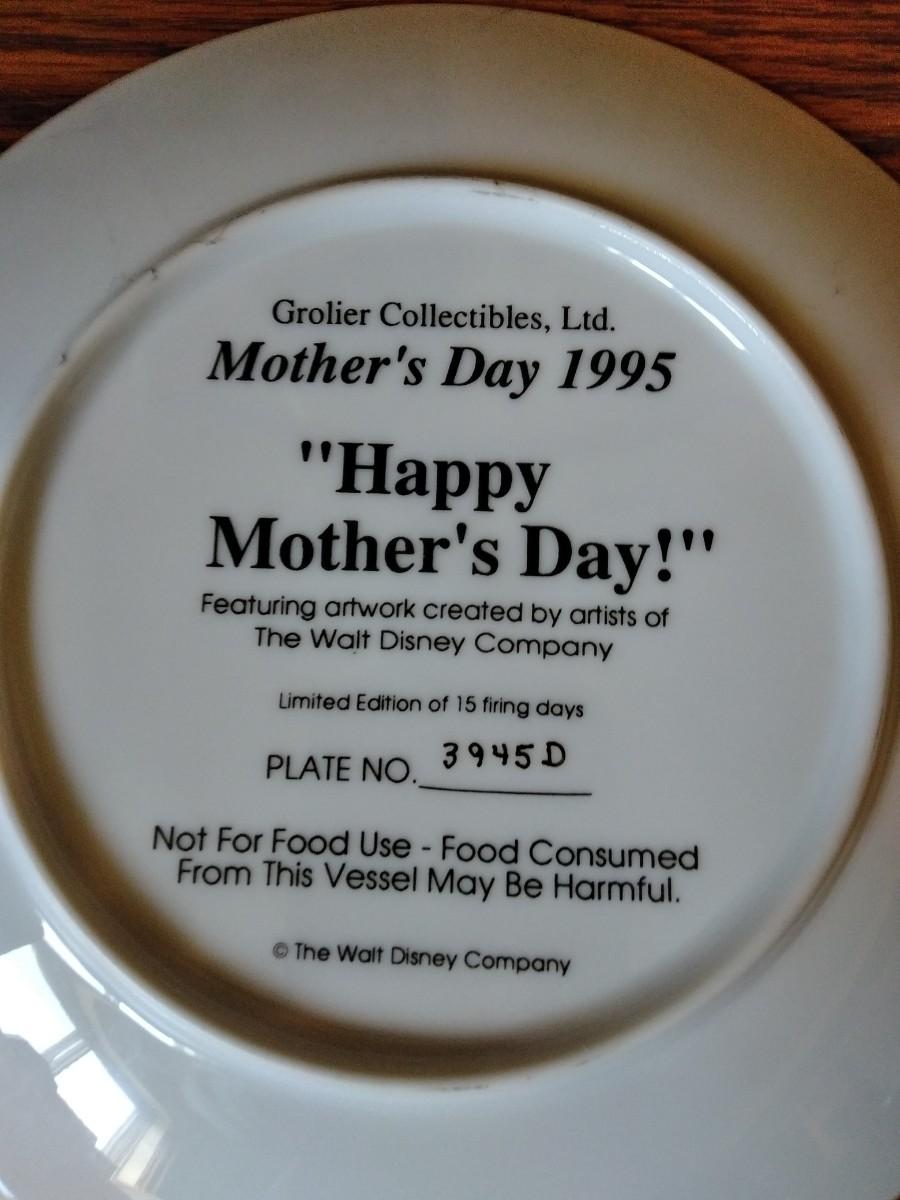 Grolier Collectibles, Ltd.
Mother's Day 1995
"Happy
Mother's Day!"
Featuring artwork created by artists of
The Walt Disney Company
Limited Edition of 15 firing days
PLATE NO. 3945D
Not For Food Use - Food Consumed
From This Vessel May Be Harmful.
© The Walt Disney Company